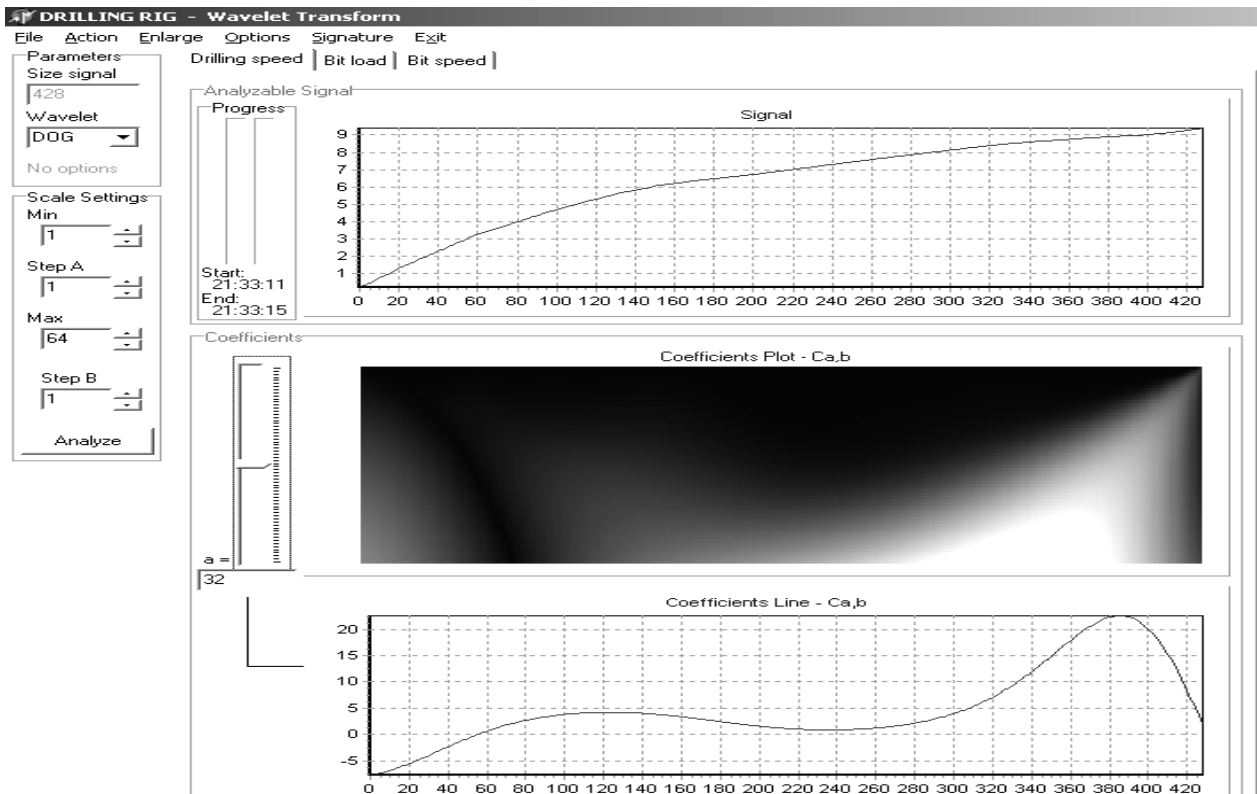 DRILLING RIG - Wavelet Transform
File Action Enlarge Options Signature Exit
Parameters
Size signal
428
Wavelet
DOG
No options
Scale Settings
Min
1
Step A
1
Max
64
Step B
1
Analyze
Drilling speed Bit load Bit speed
Analyzable Signal
Progress
Start:
21:33:11
End:
21:33:15
Signal
9
8
7
6
5
4
3
2
1
0 20 40 60 80 100 120 140 160 180 200 220 240 260 280 300 320 340 360 380 400 420
Coefficients
a =
32
Coefficients Plot - Ca,b
Coefficients Line - Ca,b
20
15
10
5
0
-5
0 20 40 60 80 100 120 140 160 180 200 220 240 260 280 300 320 340 360 380 400 420